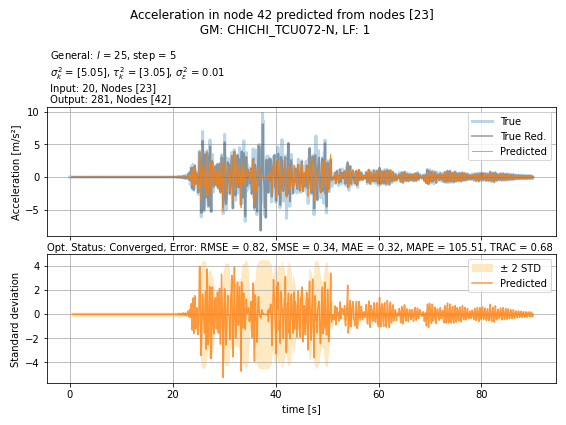 Acceleration in node 42 predicted from nodes [23]
GM: CHICHI_TCU072-N, LF: 1
General: l = 25, step = 5
σ²ₖ = [5.05], τ²ₖ = [3.05], σ²ε = 0.01
Input: 20, Nodes [23]
Output: 281, Nodes [42]
Acceleration [m/s²]
10
5
0
−5
True
True Red.
Predicted
Opt. Status: Converged, Error: RMSE = 0.82, SMSE = 0.34, MAE = 0.32, MAPE = 105.51, TRAC = 0.68
Standard deviation
4
2
0
−2
−4
± 2 STD
Predicted
0 20 40 60 80
time [s]